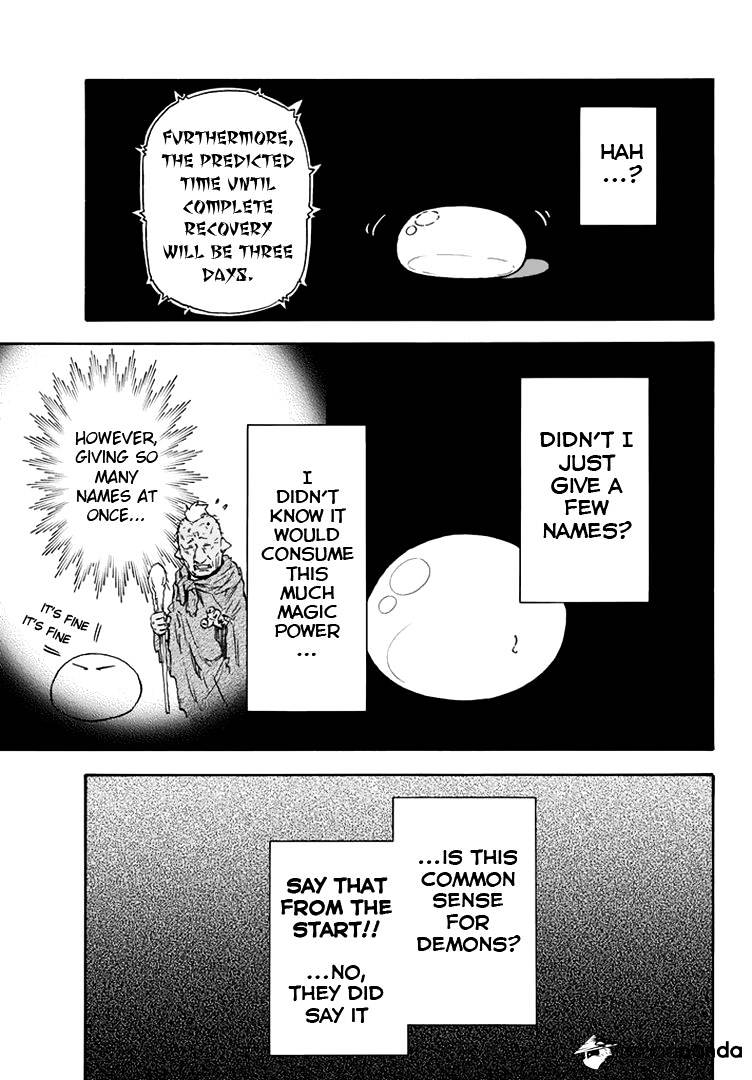 HAH
...?
FURTHERMORE,
THE PREDICTED
TIME UNTIL
COMPLETE
RECOVERY
WILL BE THREE
DAYS.
DIDN'T I
JUST
GIVE A
FEW
NAMES?
I
DIDN'T
KNOW IT
WOULD
CONSUME
THIS
MUCH
MAGIC
POWER
...
HOWEVER,
GIVING SO
MANY
NAMES AT
ONCE...
IT'S FINE
IT'S FINE
...IS THIS
COMMON
SENSE
FOR
DEMONS?
SAY THAT
FROM THE
START!!
...NO,
THEY DID
SAY IT